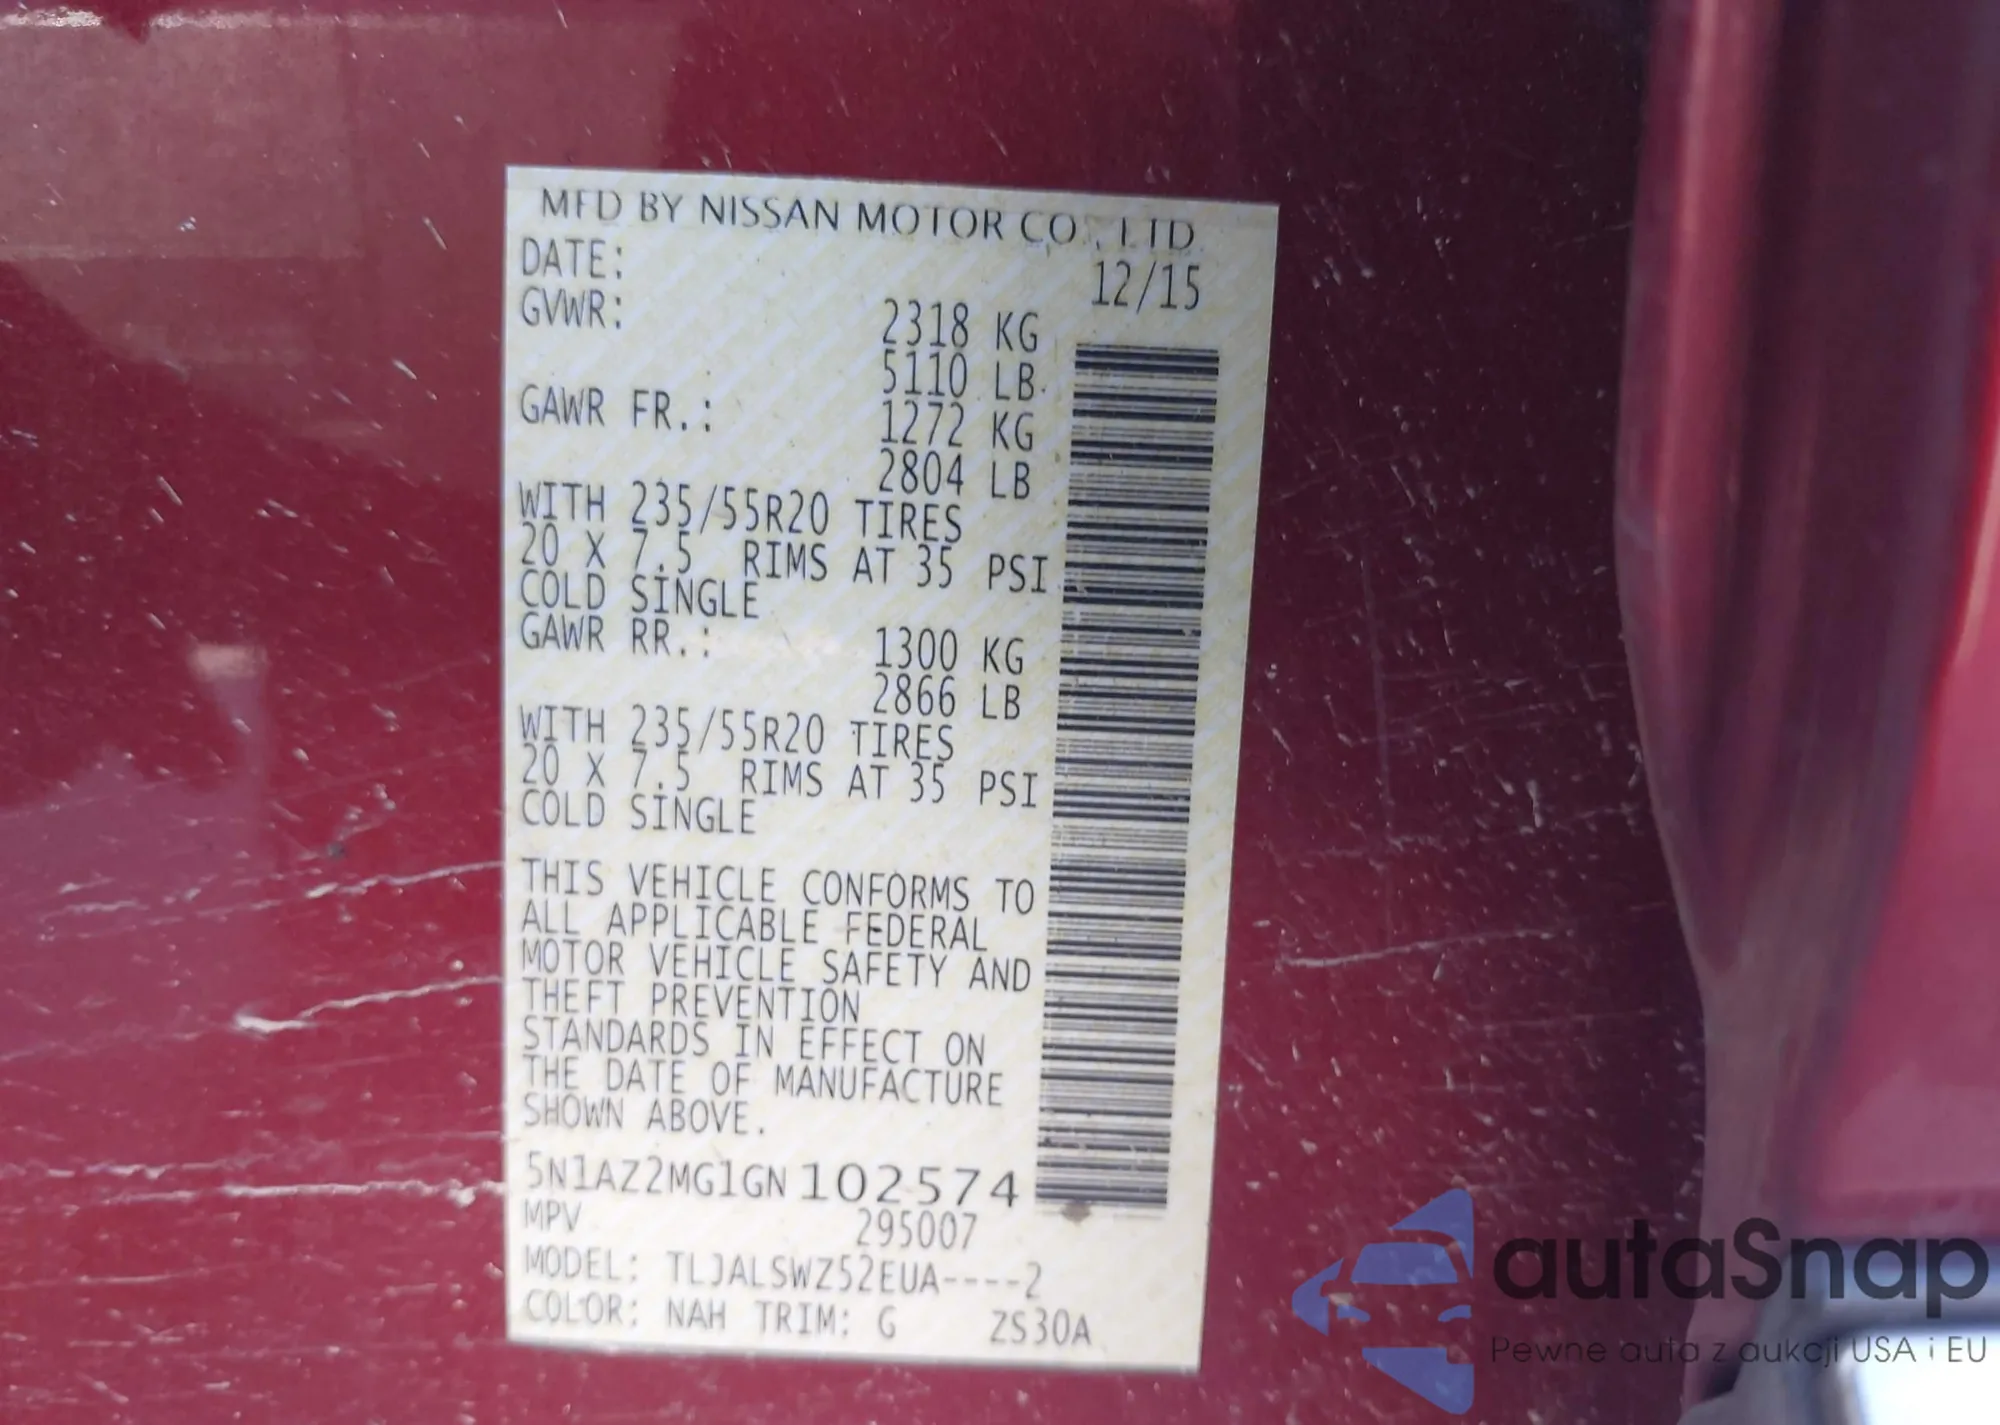 MFD BY NISSAN MOTOR CO., LTD.
DATE: 12/15
GVWR: 2318 KG
5110 LB
GAWR FR.: 1272 KG
2804 LB
WITH 235/55R20 TIRES
20 X 7.5 RIMS AT 35 PSI
COLD SINGLE
GAWR RR.: 1300 KG
2866 LB
WITH 235/55R20 TIRES
20 X 7.5 RIMS AT 35 PSI
COLD SINGLE
THIS VEHICLE CONFORMS TO
ALL APPLICABLE FEDERAL
MOTOR VEHICLE SAFETY AND
THEFT PREVENTION
STANDARDS IN EFFECT ON
THE DATE OF MANUFACTURE
SHOWN ABOVE.
5N1AZ2MG1GN102574
MPV 295007
MODEL: TLJALSWZ52EUA----2
COLOR: NAH TRIM: G ZS30A
autaSnap
Pewne auta z aukcji USA i EU